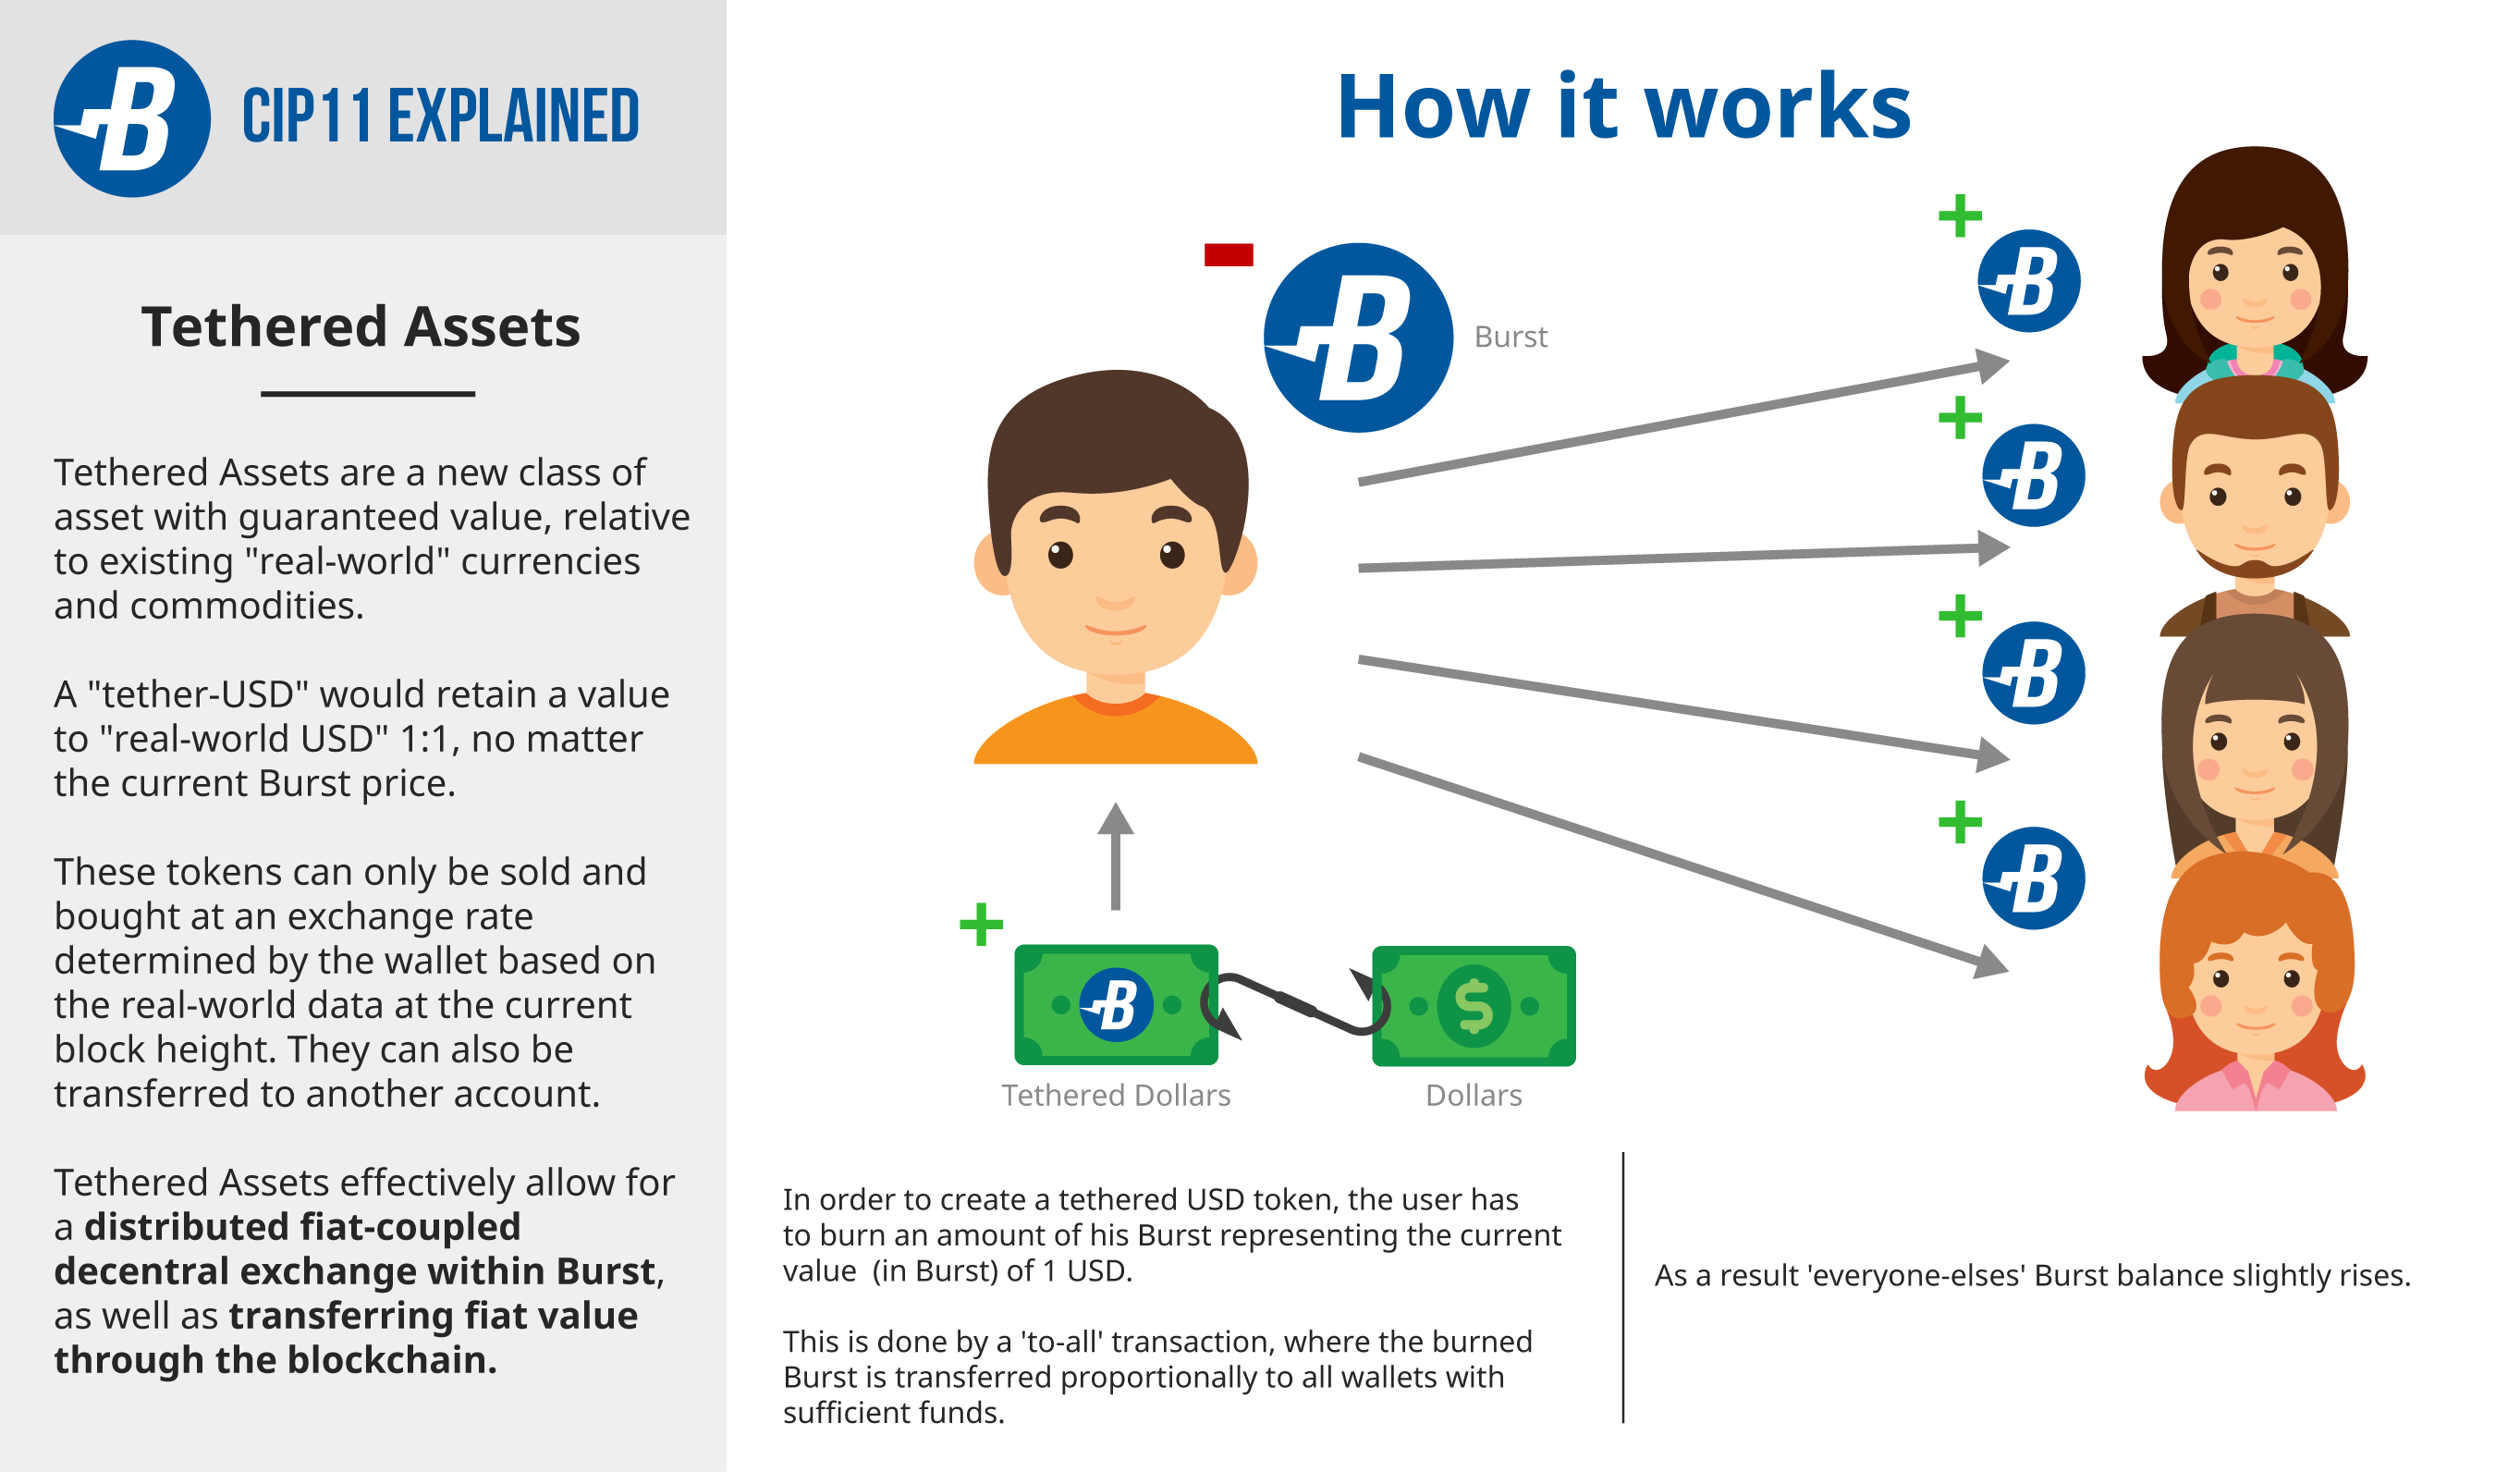 CIP11 EXPLAINED
Tethered Assets
Tethered Assets are a new class of
asset with guaranteed value, relative
to existing "real-world" currencies
and commodities.
A "tether-USD" would retain a value
to "real-world USD" 1:1, no matter
the current Burst price.
These tokens can only be sold and
bought at an exchange rate
determined by the wallet based on
the real-world data at the current
block height. They can also be
transferred to another account.
Tethered Assets effectively allow for
a distributed fiat-coupled
decentral exchange within Burst,
as well as transferring fiat value
through the blockchain.
How it works
Burst
Tethered Dollars
Dollars
In order to create a tethered USD token, the user has
to burn an amount of his Burst representing the current
value  (in Burst) of 1 USD.
This is done by a 'to-all' transaction, where the burned
Burst is transferred proportionally to all wallets with
sufficient funds.
As a result 'everyone-elses' Burst balance slightly rises.